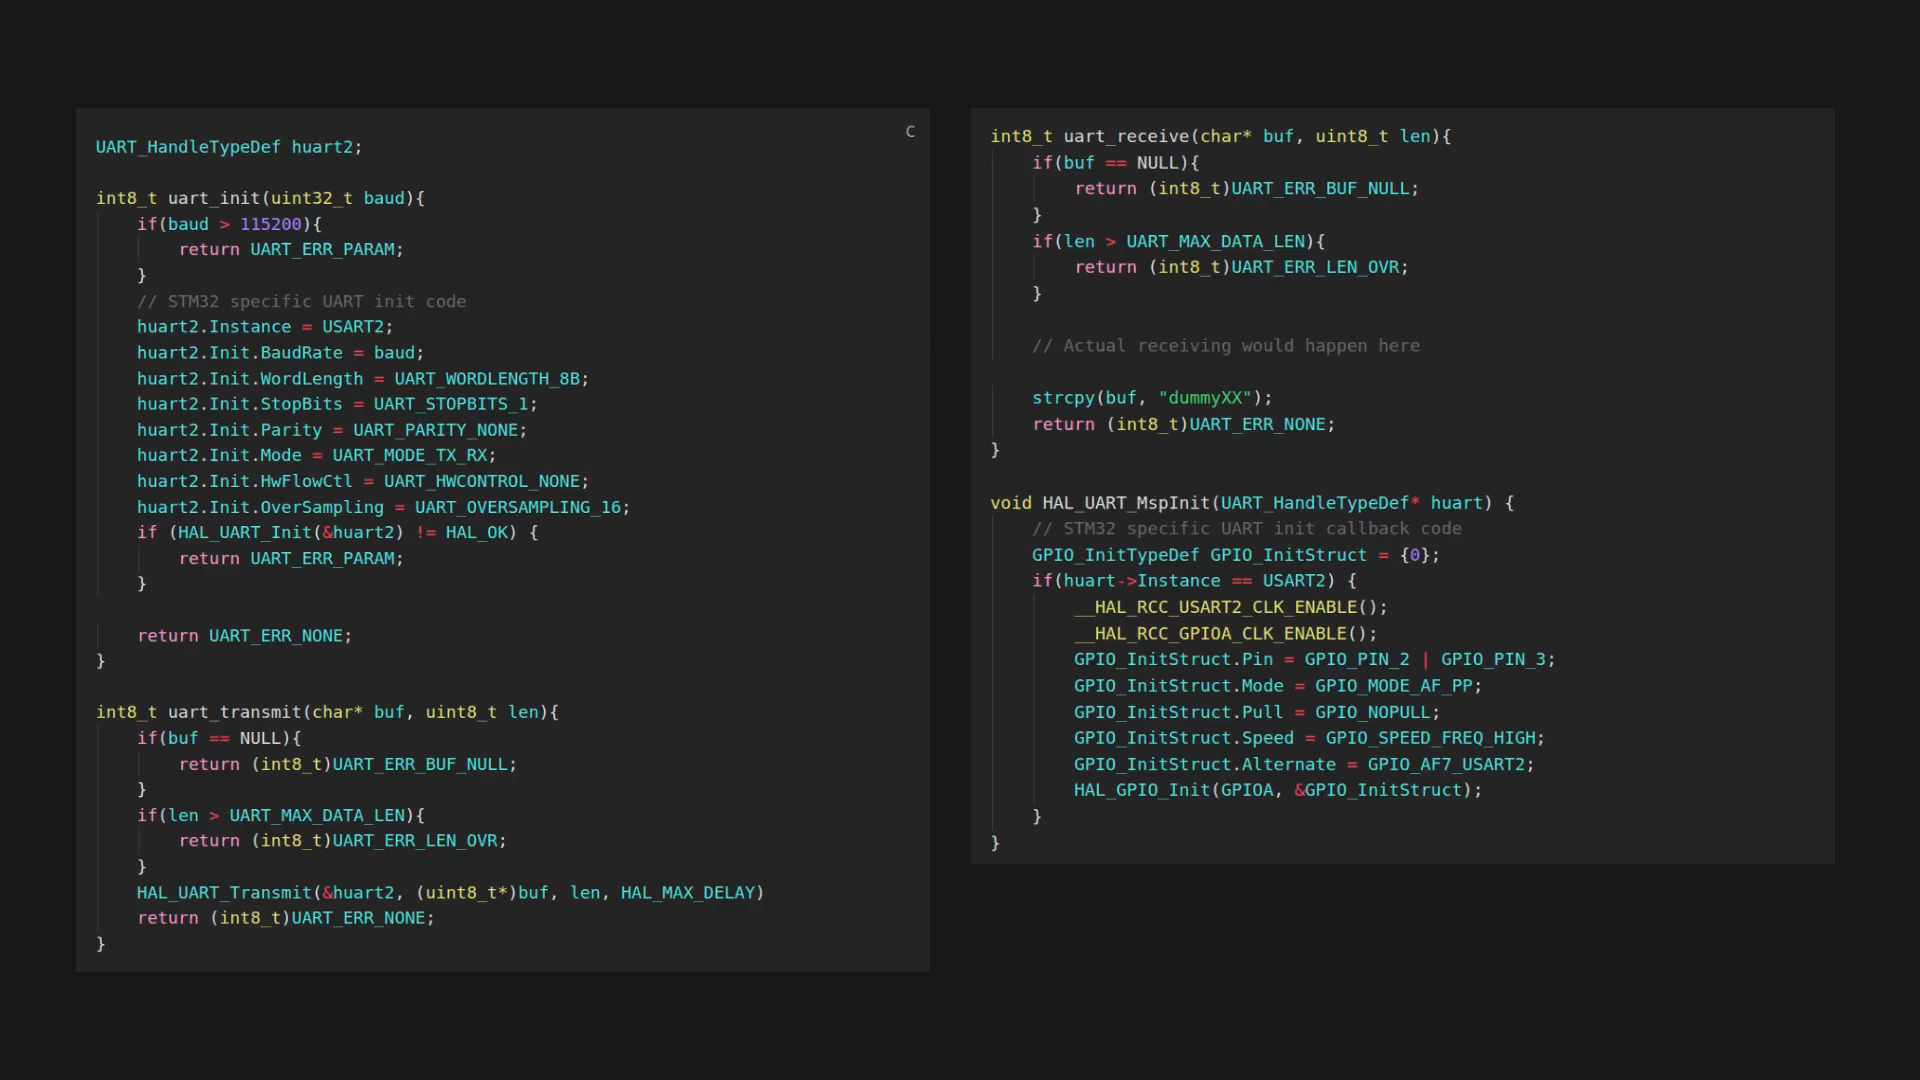 C
UART_HandleTypeDef huart2;
int8_t uart_init(uint32_t baud){
if(baud > 115200){
return UART_ERR_PARAM;
}
// STM32 specific UART init code
huart2.Instance = USART2;
huart2.Init.BaudRate = baud;
huart2.Init.WordLength = UART_WORDLENGTH_8B;
huart2.Init.StopBits = UART_STOPBITS_1;
huart2.Init.Parity = UART_PARITY_NONE;
huart2.Init.Mode = UART_MODE_TX_RX;
huart2.Init.HwFlowCtl = UART_HWCONTROL_NONE;
huart2.Init.OverSampling = UART_OVERSAMPLING_16;
if (HAL_UART_Init(&huart2) != HAL_OK) {
return UART_ERR_PARAM;
}
return UART_ERR_NONE;
}
int8_t uart_transmit(char* buf, uint8_t len){
if(buf == NULL){
return (int8_t)UART_ERR_BUF_NULL;
}
if(len > UART_MAX_DATA_LEN){
return (int8_t)UART_ERR_LEN_OVR;
}
HAL_UART_Transmit(&huart2, (uint8_t*)buf, len, HAL_MAX_DELAY)
return (int8_t)UART_ERR_NONE;
}
int8_t uart_receive(char* buf, uint8_t len){
if(buf == NULL){
return (int8_t)UART_ERR_BUF_NULL;
}
if(len > UART_MAX_DATA_LEN){
return (int8_t)UART_ERR_LEN_OVR;
}
// Actual receiving would happen here
strcpy(buf, "dummyXX");
return (int8_t)UART_ERR_NONE;
}
void HAL_UART_MspInit(UART_HandleTypeDef* huart) {
// STM32 specific UART init callback code
GPIO_InitTypeDef GPIO_InitStruct = {0};
if(huart->Instance == USART2) {
__HAL_RCC_USART2_CLK_ENABLE();
__HAL_RCC_GPIOA_CLK_ENABLE();
GPIO_InitStruct.Pin = GPIO_PIN_2 | GPIO_PIN_3;
GPIO_InitStruct.Mode = GPIO_MODE_AF_PP;
GPIO_InitStruct.Pull = GPIO_NOPULL;
GPIO_InitStruct.Speed = GPIO_SPEED_FREQ_HIGH;
GPIO_InitStruct.Alternate = GPIO_AF7_USART2;
HAL_GPIO_Init(GPIOA, &GPIO_InitStruct);
}
}